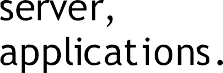 server,
applications.